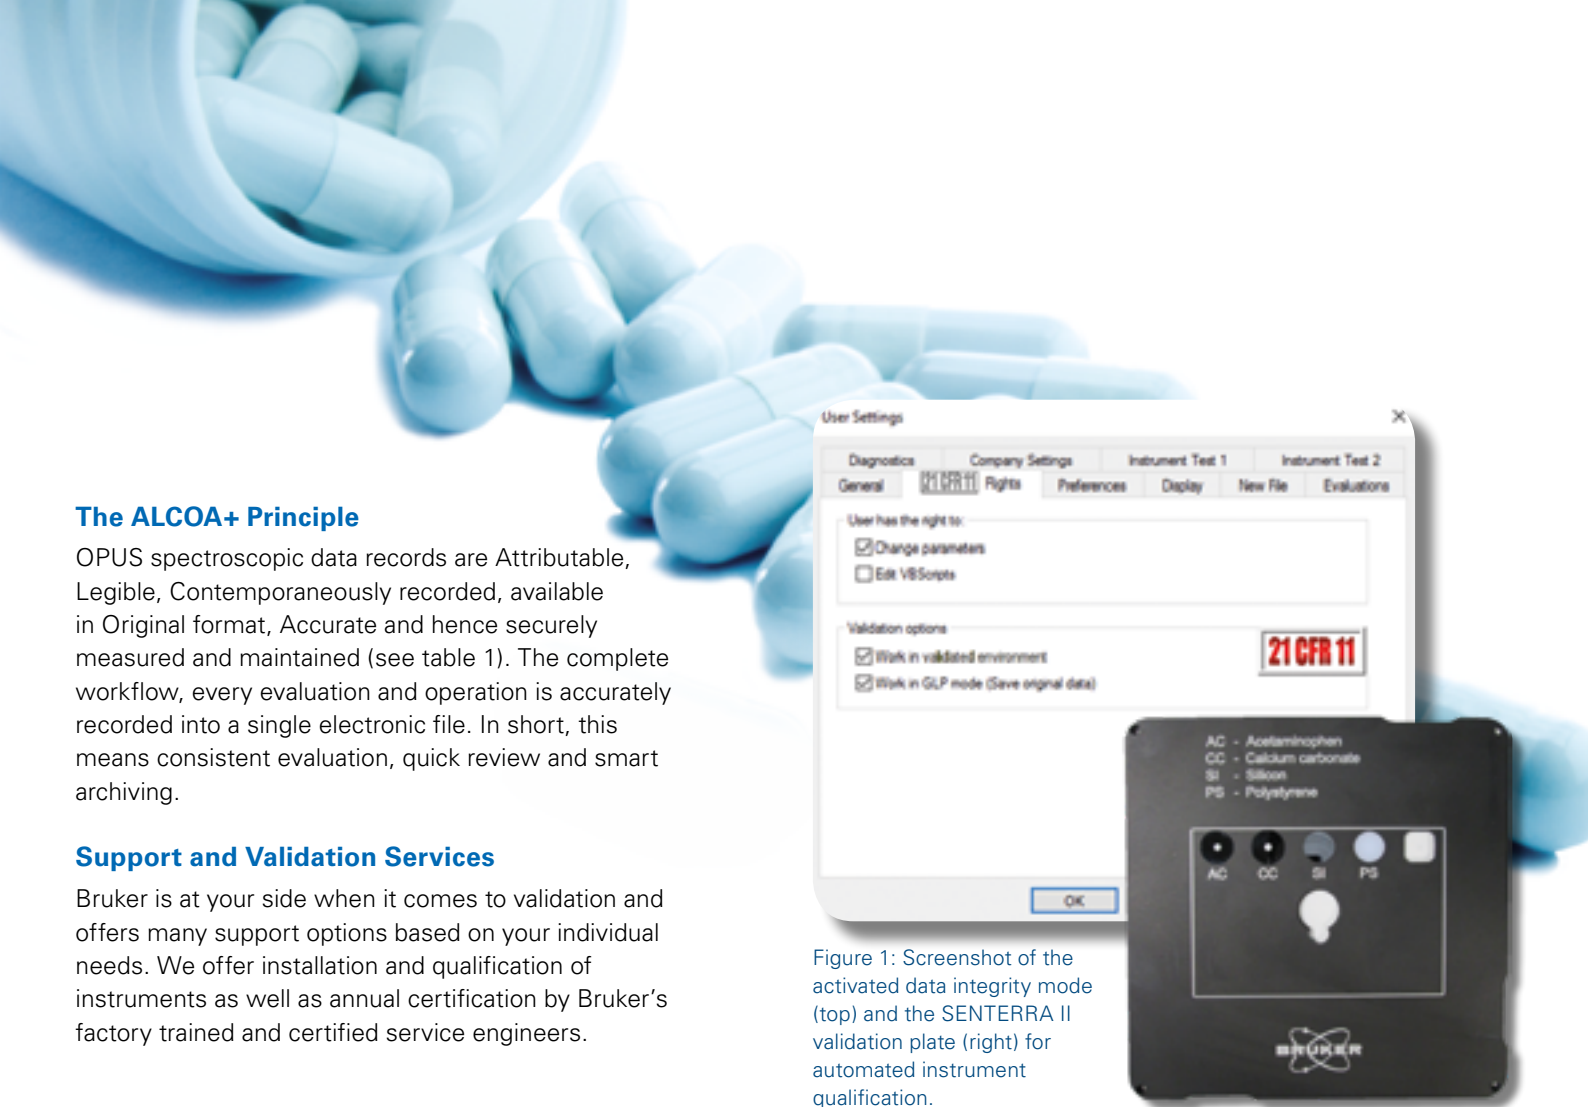 The ALCOA+ Principle
OPUS spectroscopic data records are Attributable,
Legible, Contemporaneously recorded, available
in Original format, Accurate and hence securely
measured and maintained (see table 1). The complete
workflow, every evaluation and operation is accurately
recorded into a single electronic file. In short, this
means consistent evaluation, quick review and smart
archiving.
Support and Validation Services
Bruker is at your side when it comes to validation and
offers many support options based on your individual
needs. We offer installation and qualification of
instruments as well as annual certification by Bruker's
factory trained and certified service engineers.
User Settings
Diagnostics Company Settings Instrument Test 1 Instrument Test 2
General 21 CFR 11 Rights Preferences Display New File Evaluations
User has the right to:
Change parameters
Edit VBScripts
Validation options
Work in validated environment
Work in GLP mode (Save original data)
21 CFR 11
OK
AC - Acetaminophen
CC - Calcium carbonate
SI - Silicon
PS - Polystyrene
AC CC SI PS
BRUKER
Figure 1: Screenshot of the
activated data integrity mode
(top) and the SENTERRA II
validation plate (right) for
automated instrument
qualification.